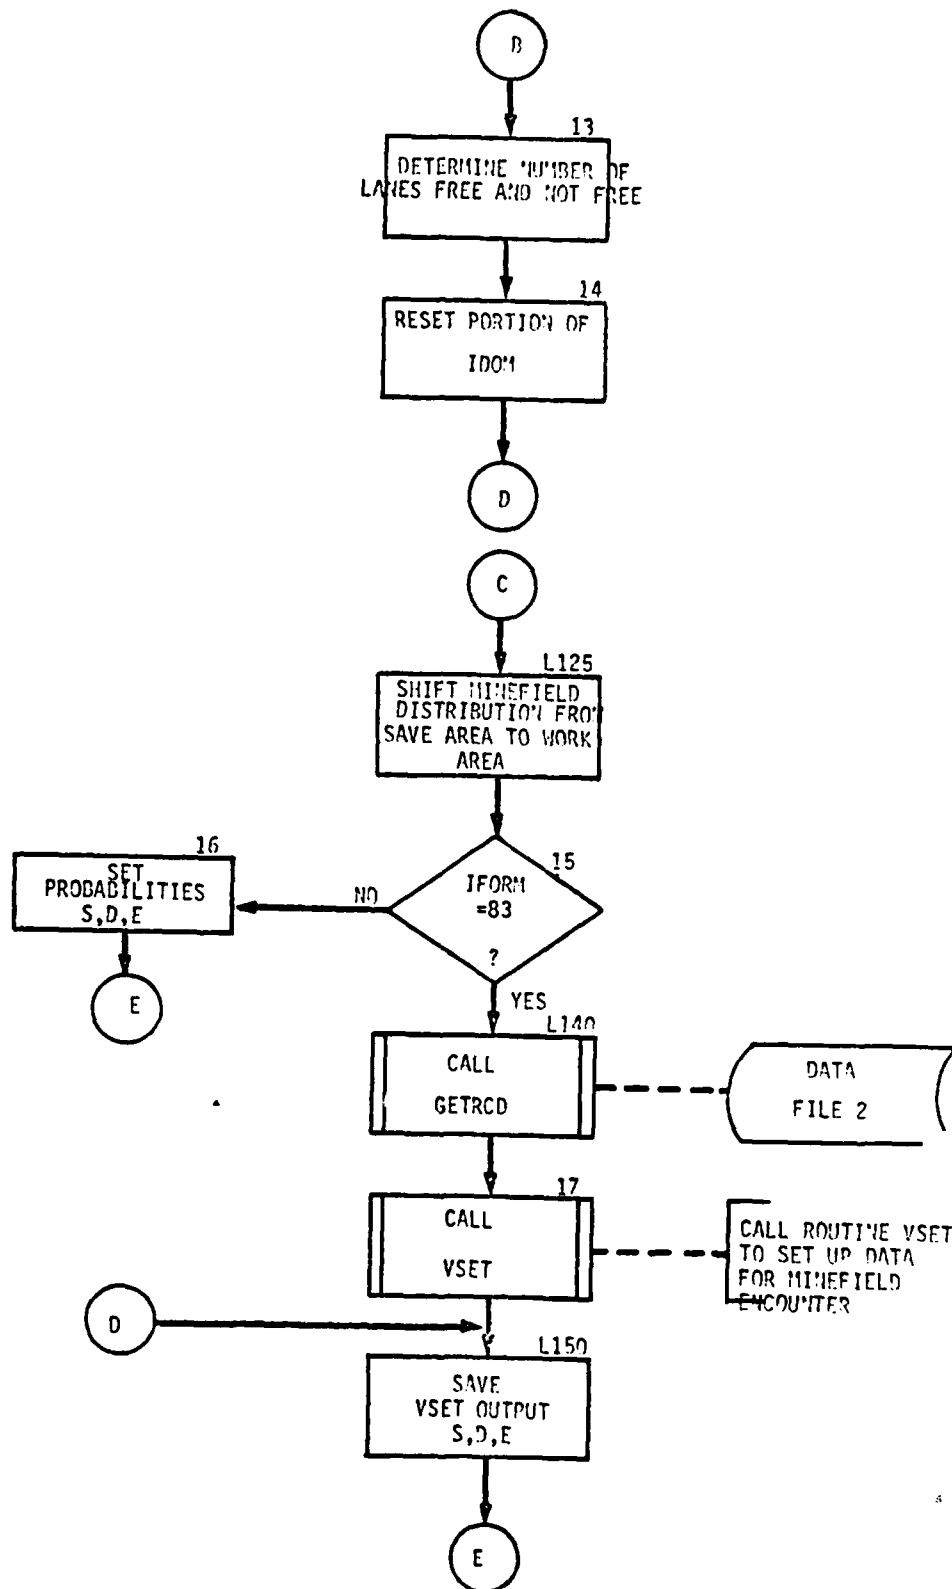 B
13
DETERMINE NUMBER OF
LANES FREE AND NOT FREE
14
RESET PORTION OF
IDOM
D
C
L125
SHIFT MINEFIELD
DISTRIBUTION FROM
SAVE AREA TO WORK
AREA
16
SET
PROBABILITIES
S,D,E
E
NO
15
IFORM
=83
?
YES
L140
CALL
GETRCD
DATA
FILE 2
17
CALL
VSET
CALL ROUTINE VSET
TO SET UP DATA
FOR MINEFIELD
ENCOUNTER
D
L150
SAVE
VSET OUTPUT
S,D,E
E